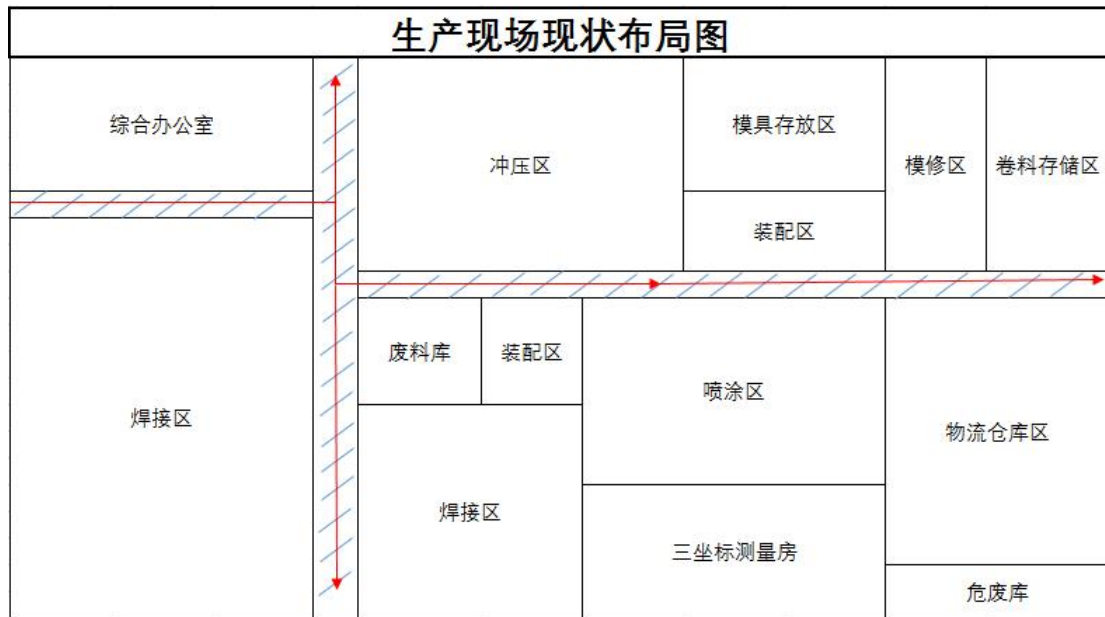 生产现场现状布局图
综合办公室
冲压区
模具存放区
模修区
卷料存储区
装配区
废料库
装配区
喷涂区
焊接区
物流仓库区
焊接区
三坐标测量房
危废库